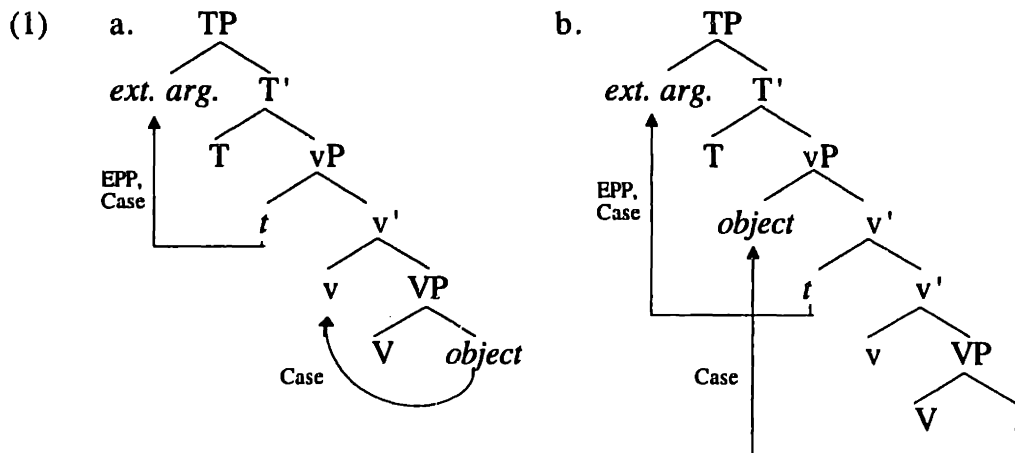 (1) a. TP b. TP
ext. arg. T' ext. arg. T'
T vP T vP
EPP, EPP,
Case Case
t v' object v'
v VP t v'
V object v VP
Case Case
V